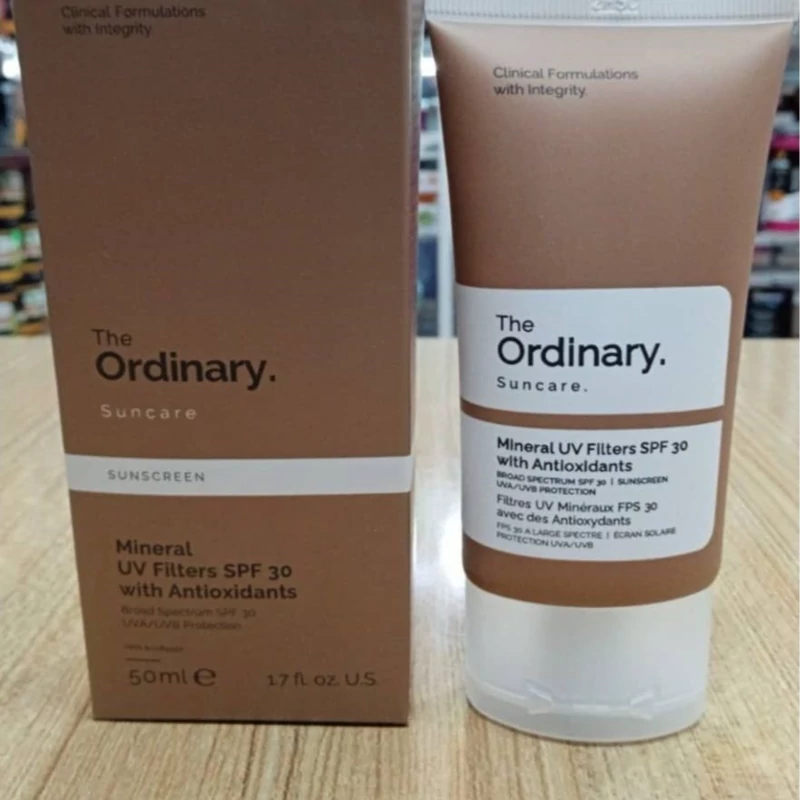 Clinical Formulations
with Integrity
The
Ordinary.
Suncare
SUNSCREEN
Mineral
UV Filters SPF 30
with Antioxidants
Broad Spectrum SPF 30
UVA/UVB Protection
50ml e
1.7 fl. oz. U.S.
Clinical Formulations
with Integrity.
The
Ordinary.
Suncare.
Mineral UV Filters SPF 30
with Antioxidants
BROAD SPECTRUM SPF 30 | SUNSCREEN
UVA/UVB PROTECTION
Filtres UV Minéraux FPS 30
avec des Antioxydants
FPS 30 A LARGE SPECTRE | ÉCRAN SOLAIRE
PROTECTION UVA/UVB